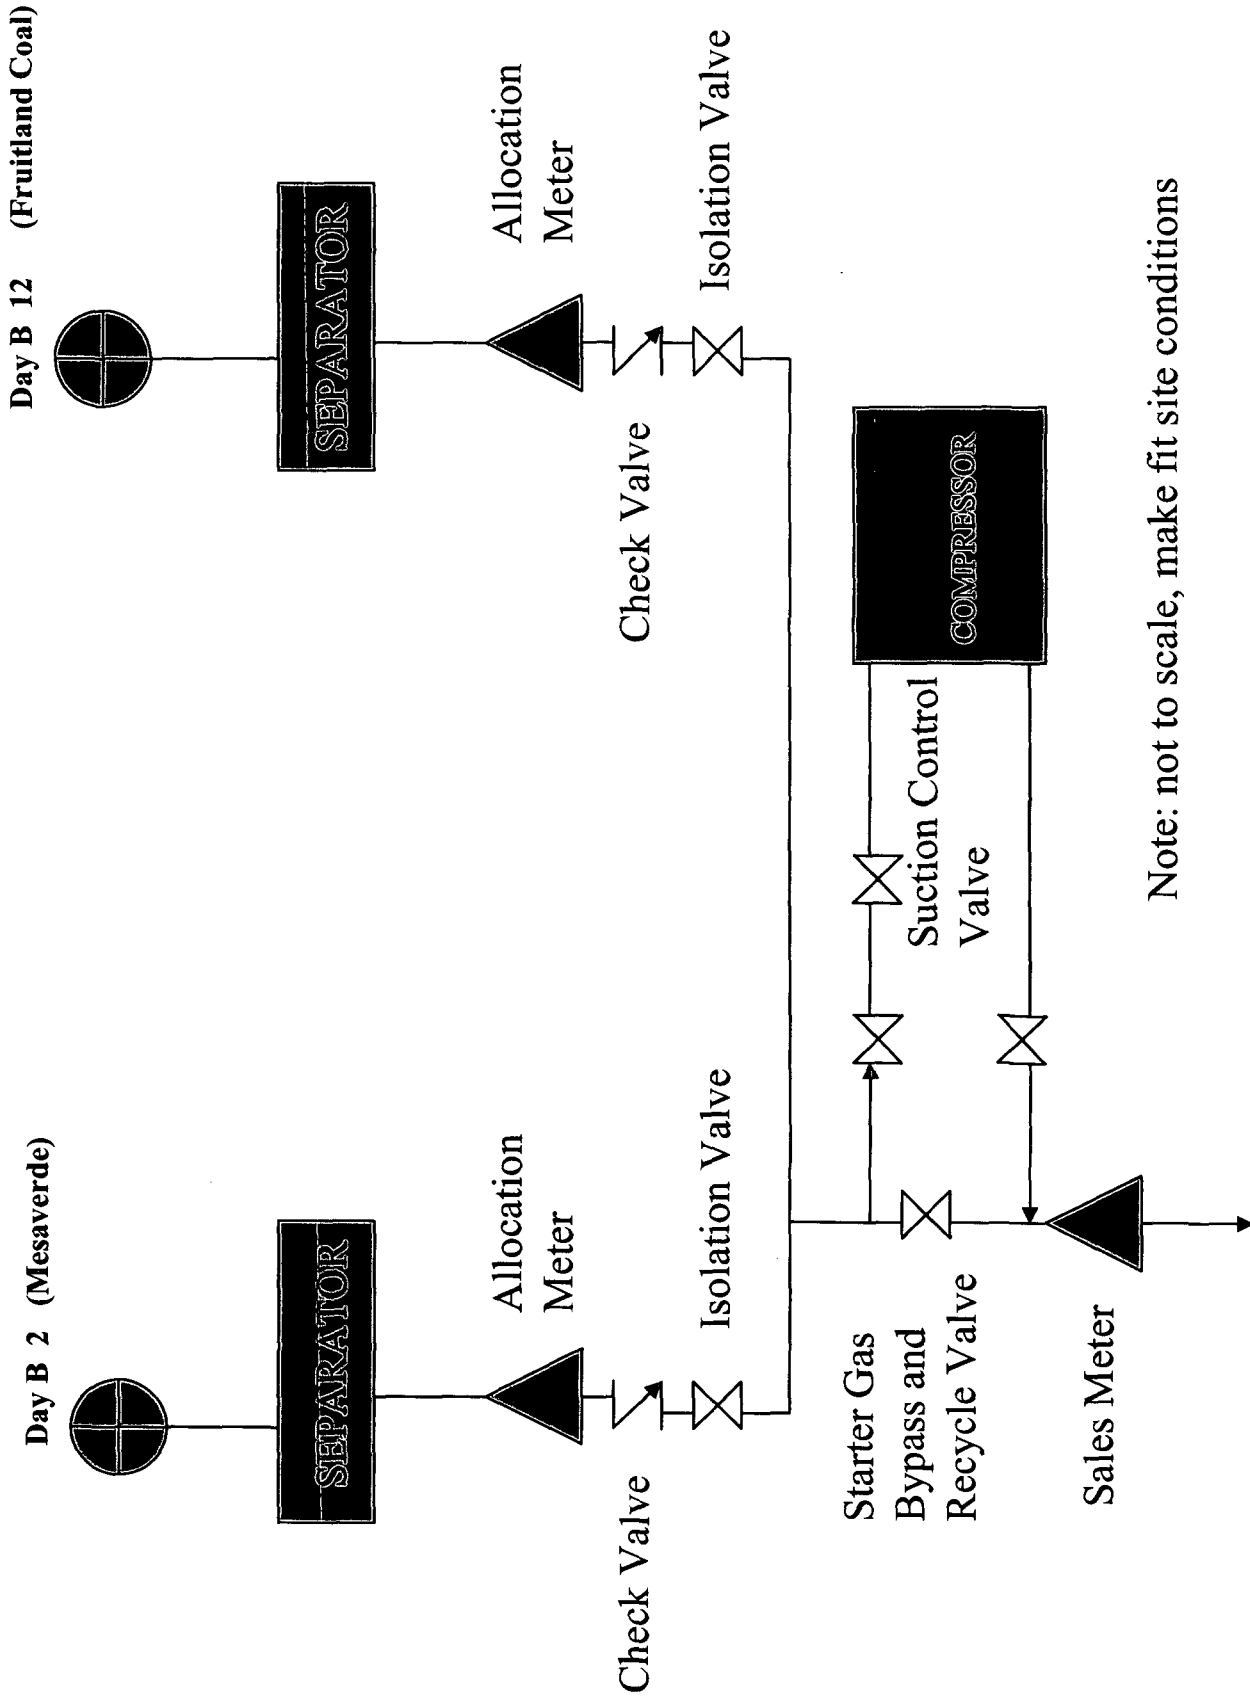 Day B 2 (Mesaverde)
Day B 12 (Fruitland Coal)
SEPARATOR
SEPARATOR
Allocation
Meter
Allocation
Meter
Check Valve
Check Valve
Isolation Valve
Isolation Valve
Starter Gas
Bypass and
Recycle Valve
Suction Control
Valve
COMPRESSOR
Sales Meter
Note: not to scale, make fit site conditions